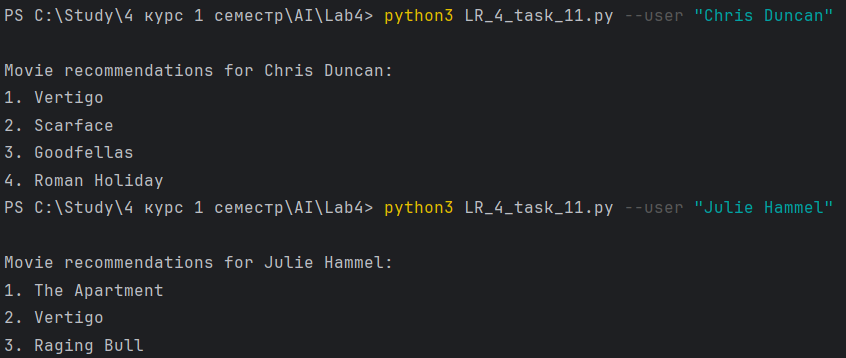 PS C:\Study\4 курс 1 семестр\AI\Lab4> python3 LR_4_task_11.py --user "Chris Duncan"
Movie recommendations for Chris Duncan:
1. Vertigo
2. Scarface
3. Goodfellas
4. Roman Holiday
PS C:\Study\4 курс 1 семестр\AI\Lab4> python3 LR_4_task_11.py --user "Julie Hammel"
Movie recommendations for Julie Hammel:
1. The Apartment
2. Vertigo
3. Raging Bull